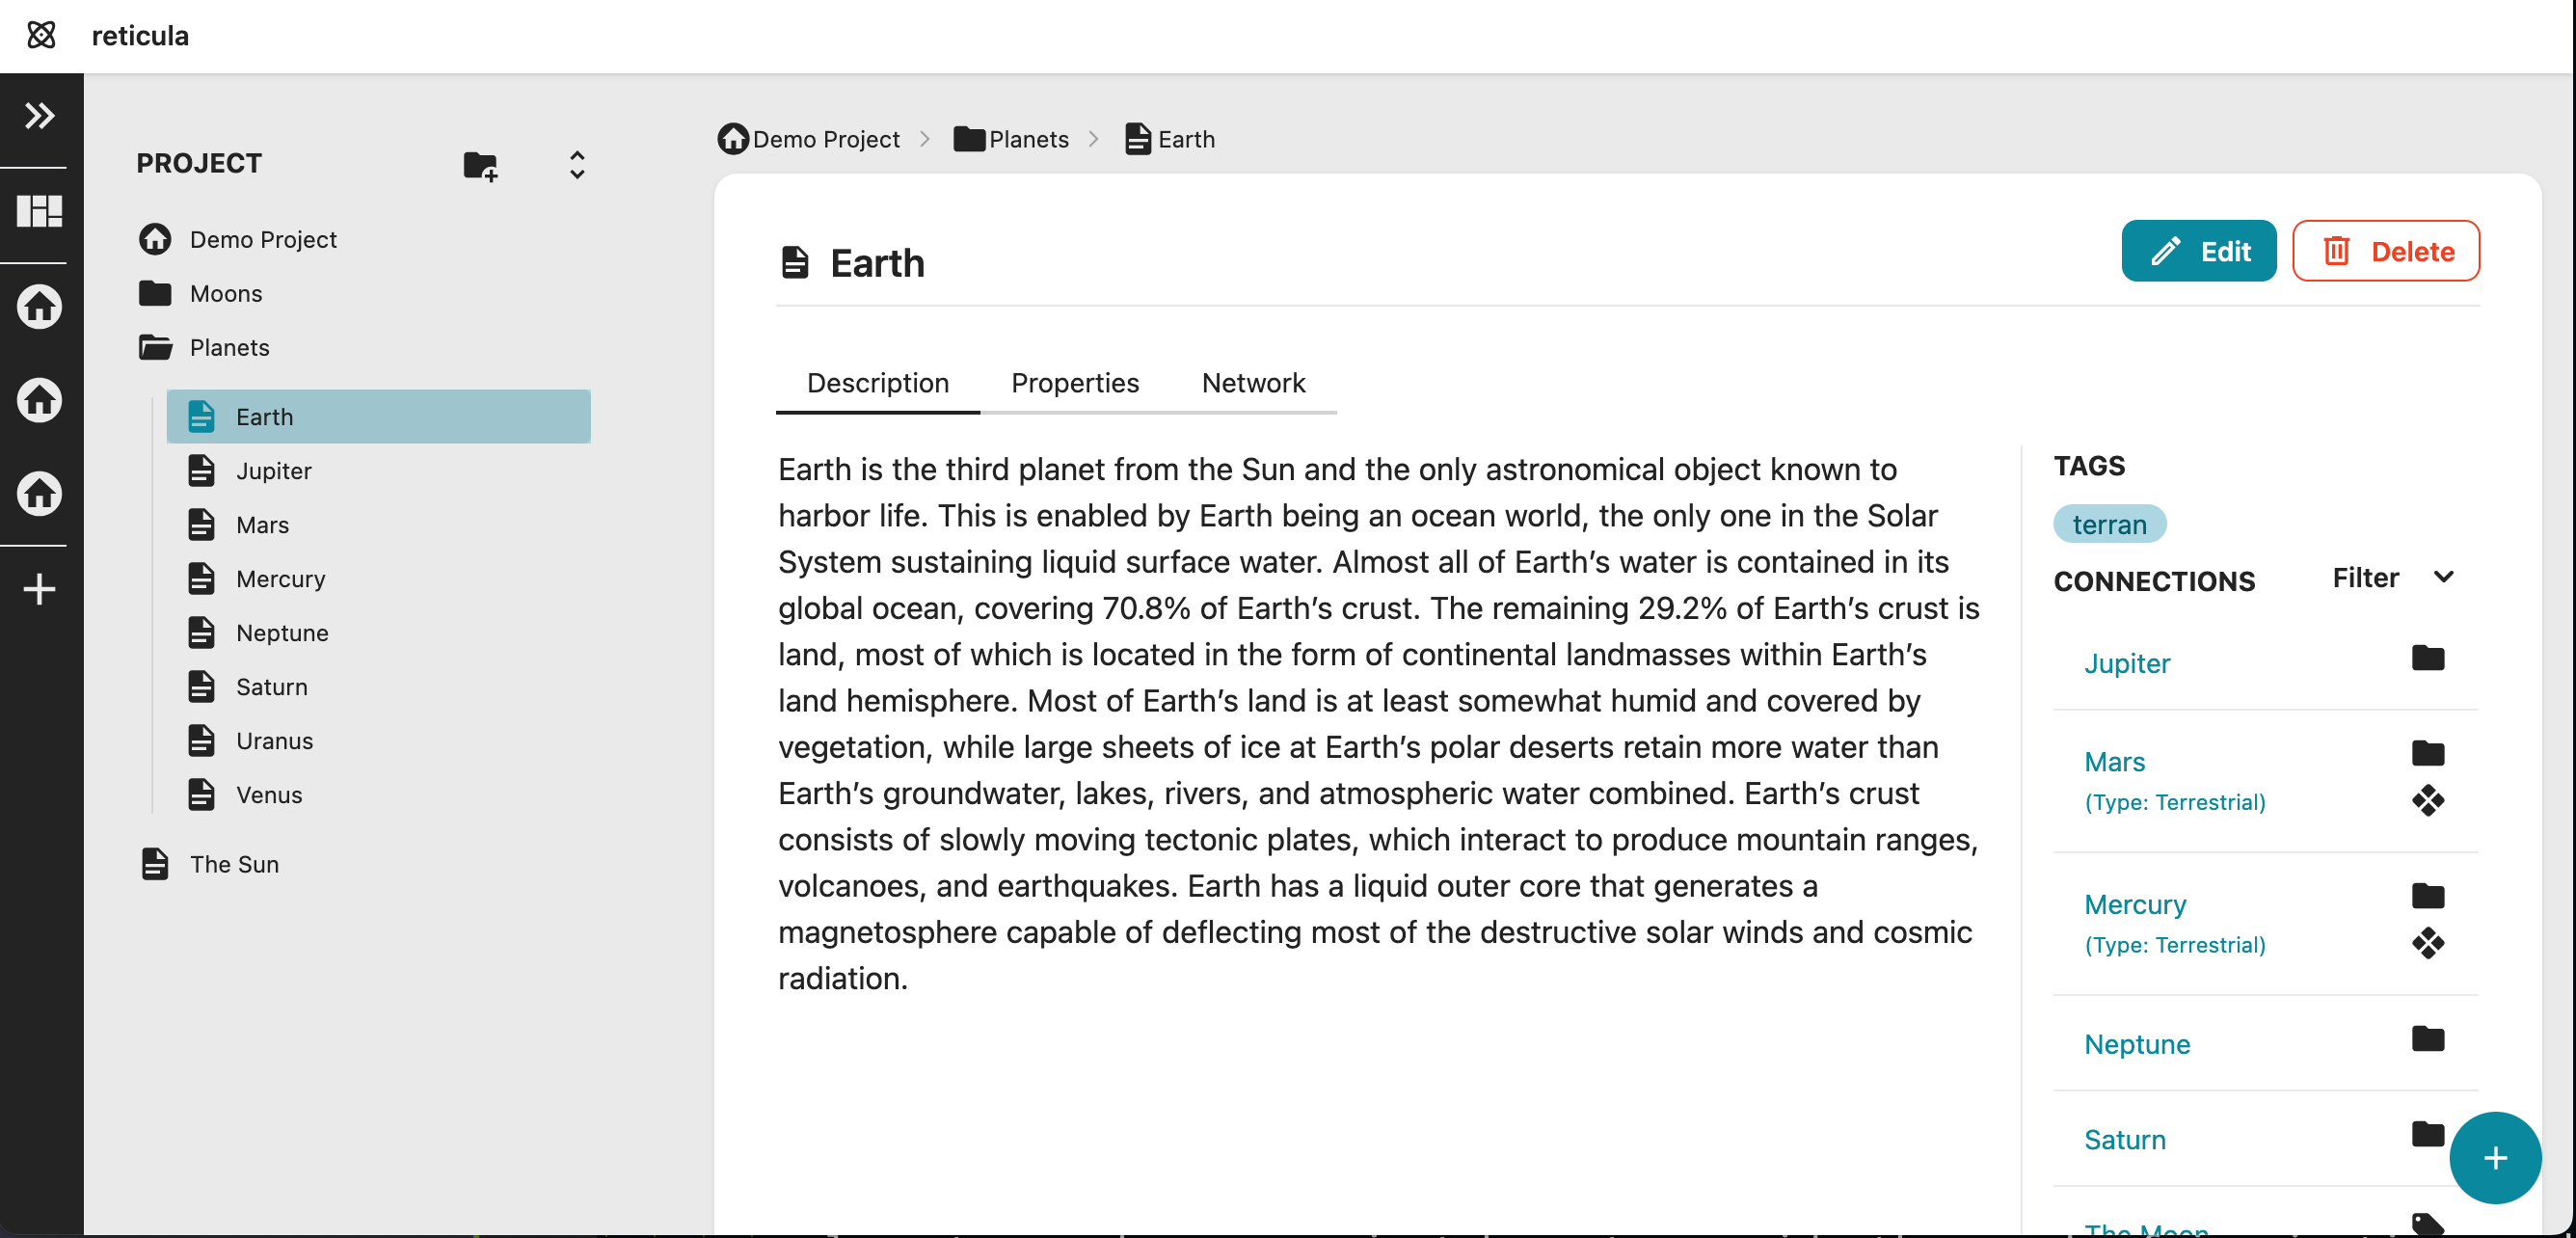 reticula
PROJECT
Demo Project
Moons
Planets
Earth
Jupiter
Mars
Mercury
Neptune
Saturn
Uranus
Venus
The Sun
Demo Project
Planets
Earth
Earth
Edit
Delete
Description
Properties
Network
Earth is the third planet from the Sun and the only astronomical object known to
harbor life. This is enabled by Earth being an ocean world, the only one in the Solar
System sustaining liquid surface water. Almost all of Earth’s water is contained in its
global ocean, covering 70.8% of Earth’s crust. The remaining 29.2% of Earth’s crust is
land, most of which is located in the form of continental landmasses within Earth’s
land hemisphere. Most of Earth’s land is at least somewhat humid and covered by
vegetation, while large sheets of ice at Earth’s polar deserts retain more water than
Earth’s groundwater, lakes, rivers, and atmospheric water combined. Earth’s crust
consists of slowly moving tectonic plates, which interact to produce mountain ranges,
volcanoes, and earthquakes. Earth has a liquid outer core that generates a
magnetosphere capable of deflecting most of the destructive solar winds and cosmic
radiation.
TAGS
terran
CONNECTIONS
Filter
Jupiter
Mars
(Type: Terrestrial)
Mercury
(Type: Terrestrial)
Neptune
Saturn
The Moon